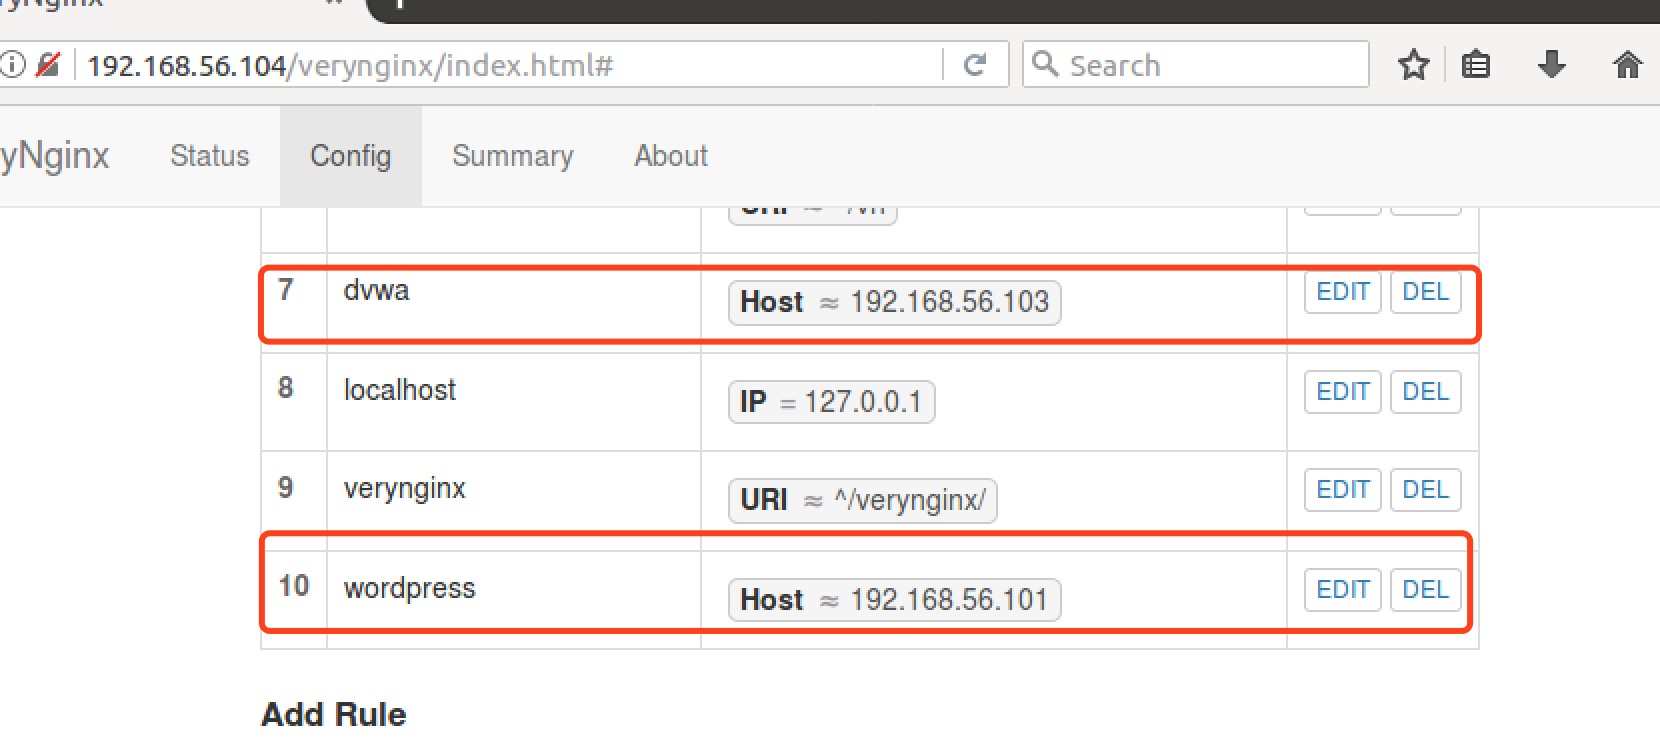 192.168.56.104/verynginx/index.html#
Search
yNginx Status Config Summary About
7 dvwa Host ≈ 192.168.56.103 EDIT DEL
8 localhost IP = 127.0.0.1 EDIT DEL
9 verynginx URI ≈ ^/verynginx/ EDIT DEL
10 wordpress Host ≈ 192.168.56.101 EDIT DEL
Add Rule